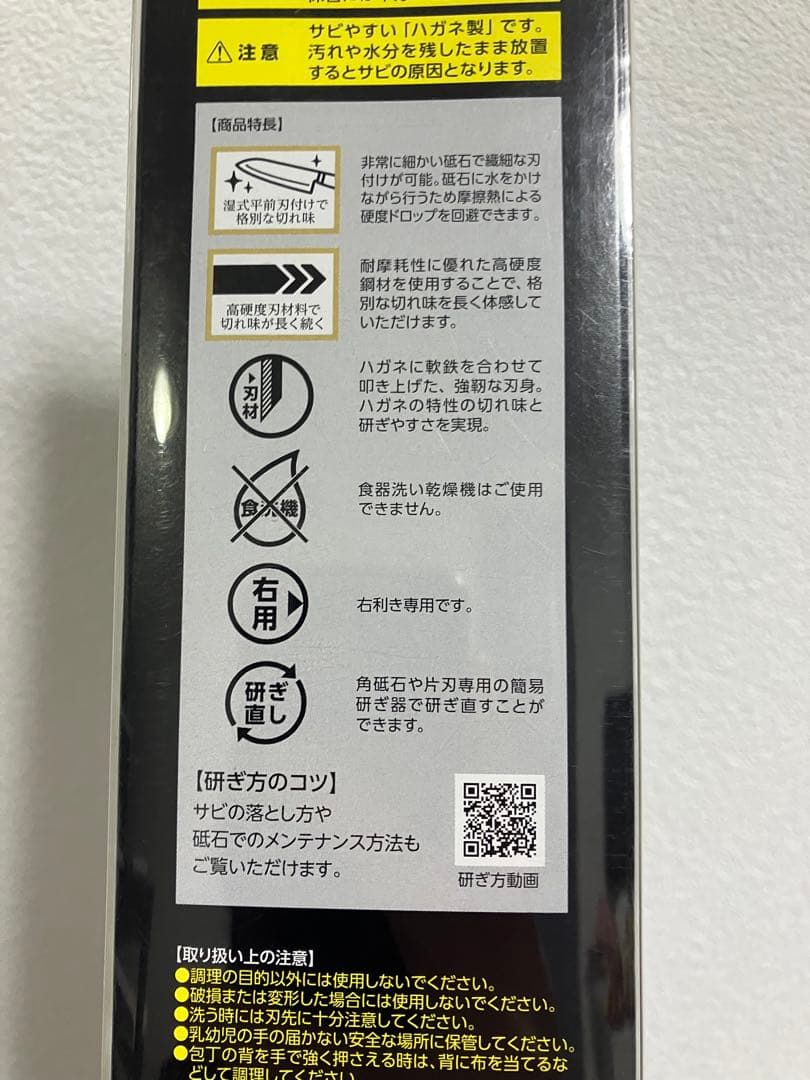 サビやすい「ハガネ製」です。
⚠注意 汚れや水分を残したまま放置
するとサビの原因となります。
【商品特長】
湿式平前刃付けで
格別な切れ味
非常に細かい砥石で繊細な刃
付けが可能。砥石に水をかけ
ながら行うため摩擦熱による
硬度ドロップを回避できます。
高硬度刃材料で
切れ味が長く続く
耐摩耗性に優れた高硬度
鋼材を使用することで、格
別な切れ味を長く体感して
いただけます。
刃
材
ハガネに軟鉄を合わせて
叩き上げた、強靭な刃身。
ハガネの特性の切れ味と
研ぎやすさを実現。
食洗機
食器洗い乾燥機はご使用
できません。
右
用
右利き専用です。
研ぎ
直し
角砥石や片刃専用の簡易
研ぎ器で研ぎ直すことが
できます。
【研ぎ方のコツ】
サビの落とし方や
砥石でのメンテナンス方法も
ご覧いただけます。
研ぎ方動画
【取り扱い上の注意】
●調理の目的以外には使用しないでください。
●破損または変形した場合には使用しないでください。
●洗う時には刃先に十分注意してください。
●乳幼児の手の届かない安全な場所に保管してください。
●包丁の背を手で強く押さえる時は、背に布を当てるな
どして調理してください